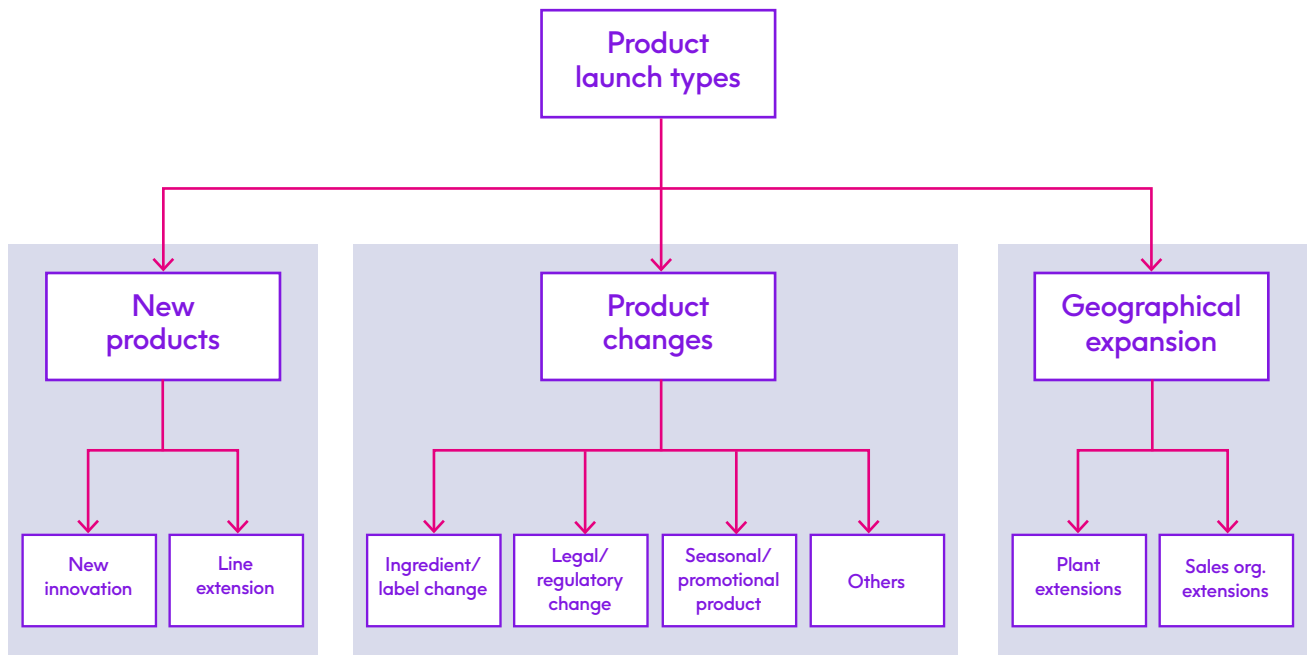 Product
launch types
New
products
Product
changes
Geographical
expansion
New
innovation
Line
extension
Ingredient/
label change
Legal/
regulatory
change
Seasonal/
promotional
product
Others
Plant
extensions
Sales org.
extensions